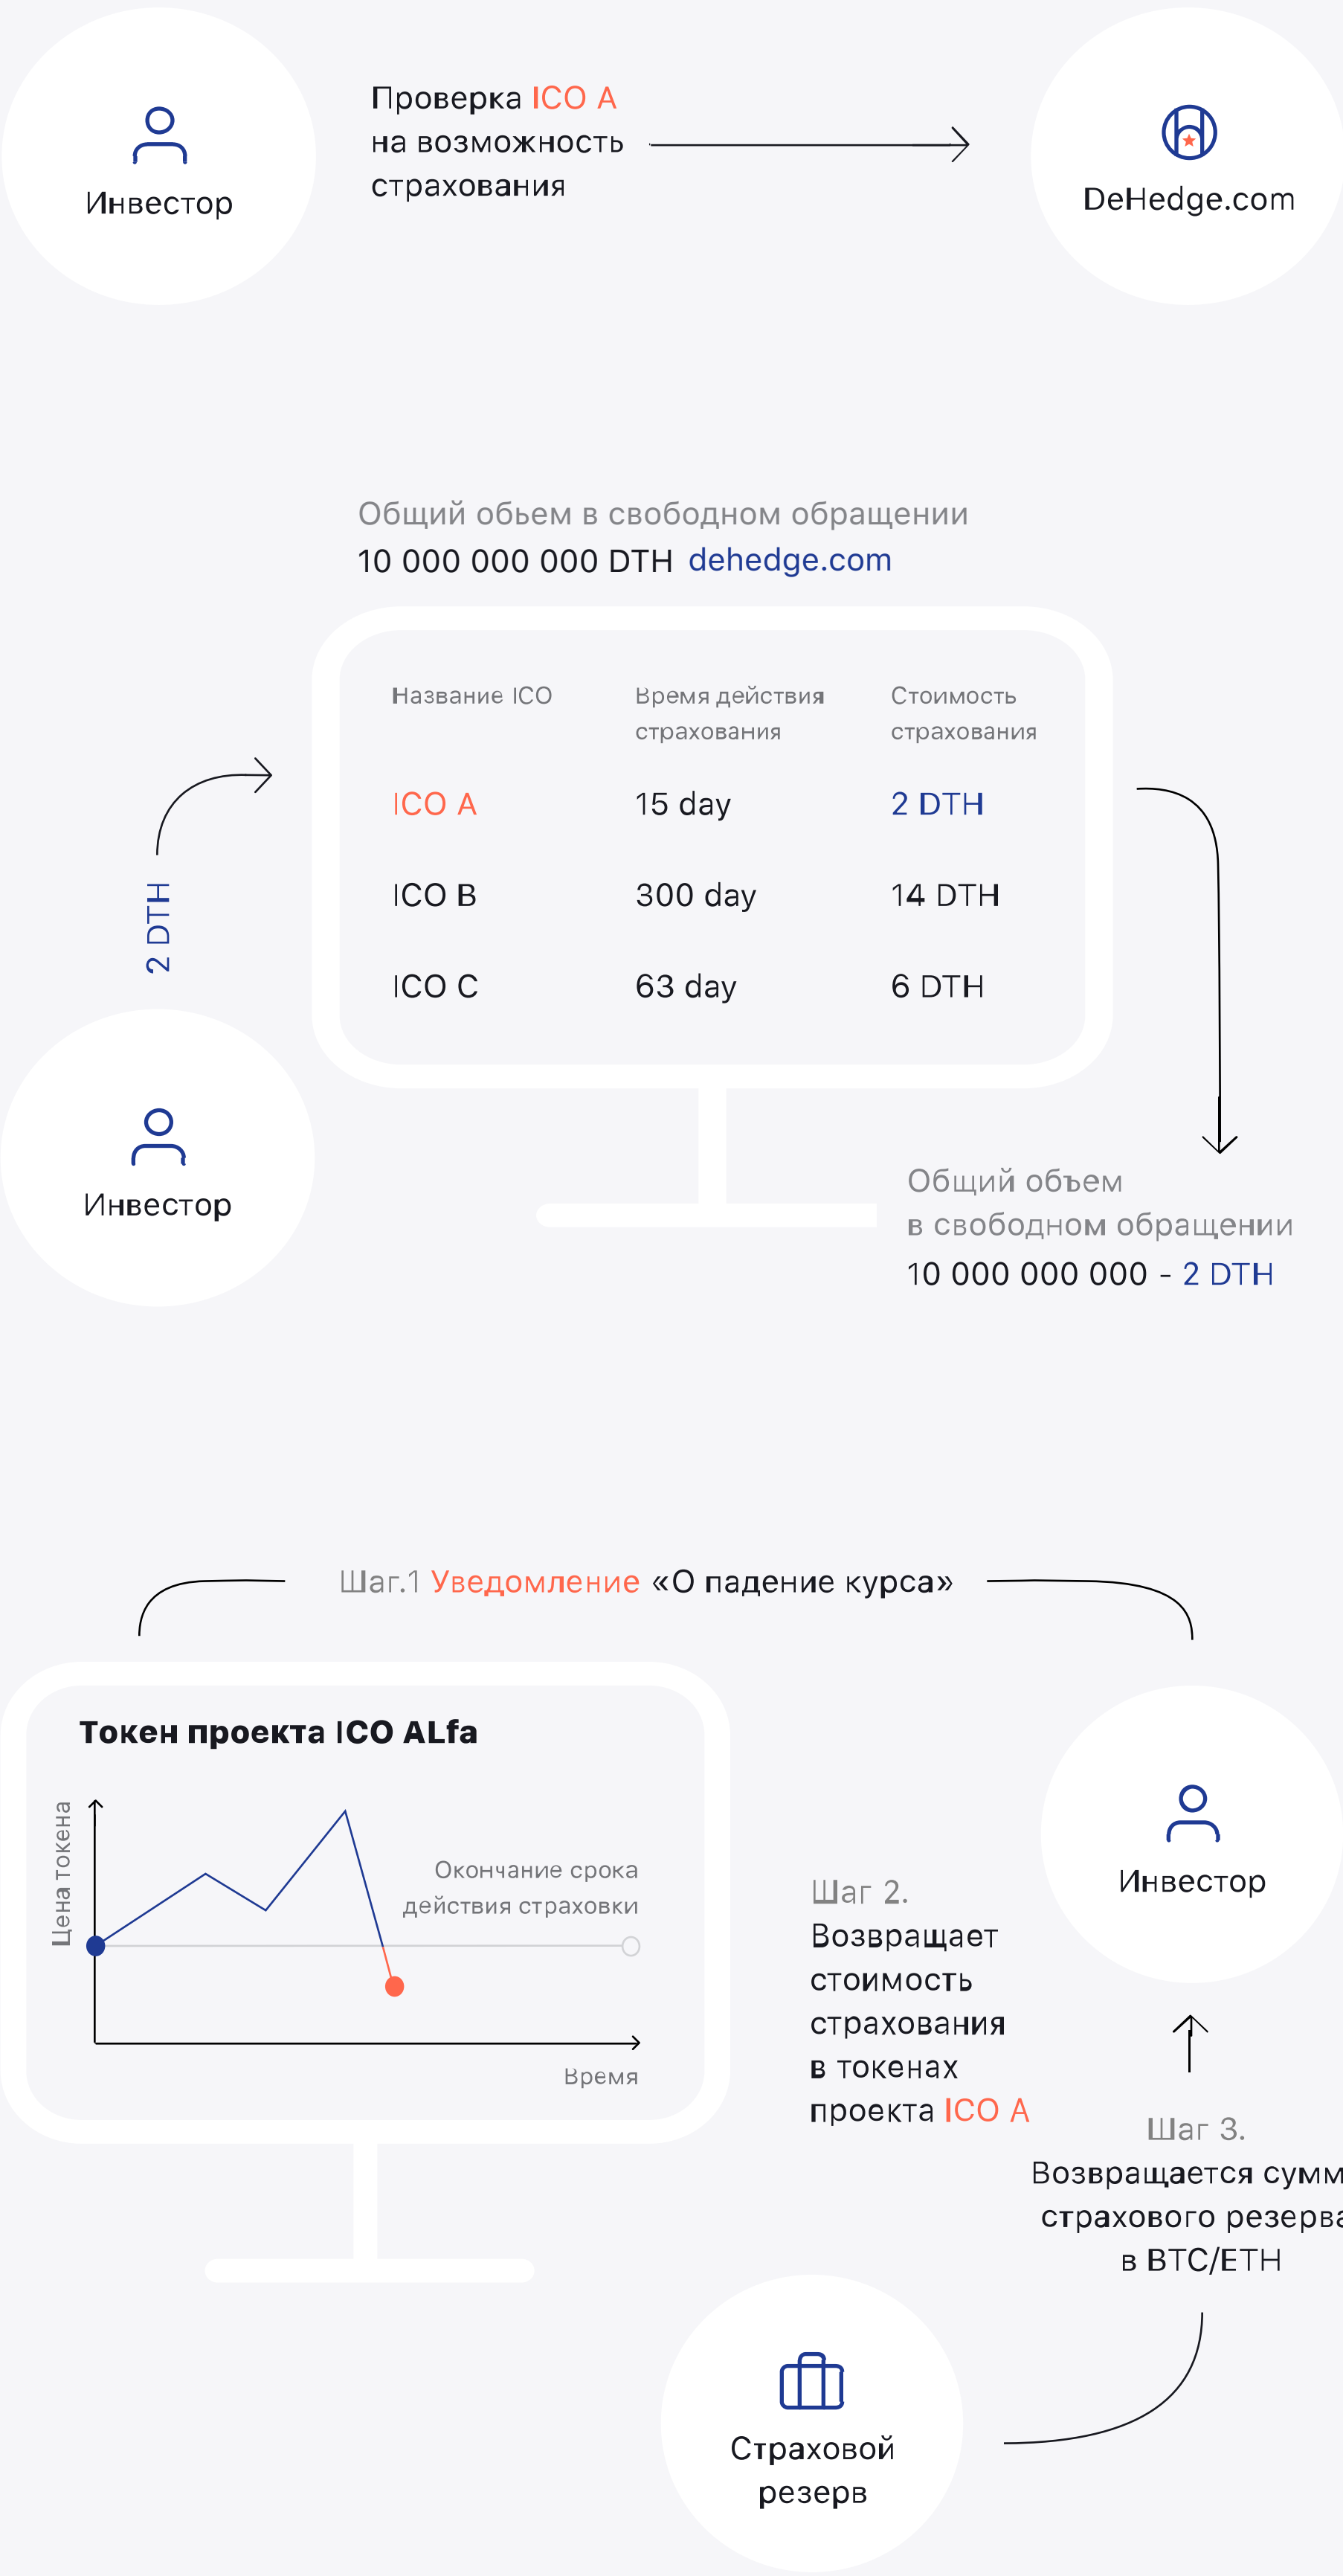 Проверка ICO A
на возможность
страхования
Инвестор
DeHedge.com
Общий обьем в свободном обращении
10 000 000 000 DTH dehedge.com
Название ICO
Время действия
страхования
Стоимость
страхования
ICO A
15 day
2 DTH
ICO B
300 day
14 DTH
ICO C
63 day
6 DTH
2 DTH
Инвестор
Общий объем
в свободном обращении
10 000 000 000 - 2 DTH
Шаг.1 Уведомление «О падение курса»
Токен проекта ICO ALfa
Цена токена
Окончание срока
действия страховки
Время
Инвестор
Шаг 2.
Возвращает
стоимость
страхования
в токенах
проекта ICO A
Шаг 3.
Возвращается сумм
страхового резерва
в BTC/ETH
Страховой
резерв